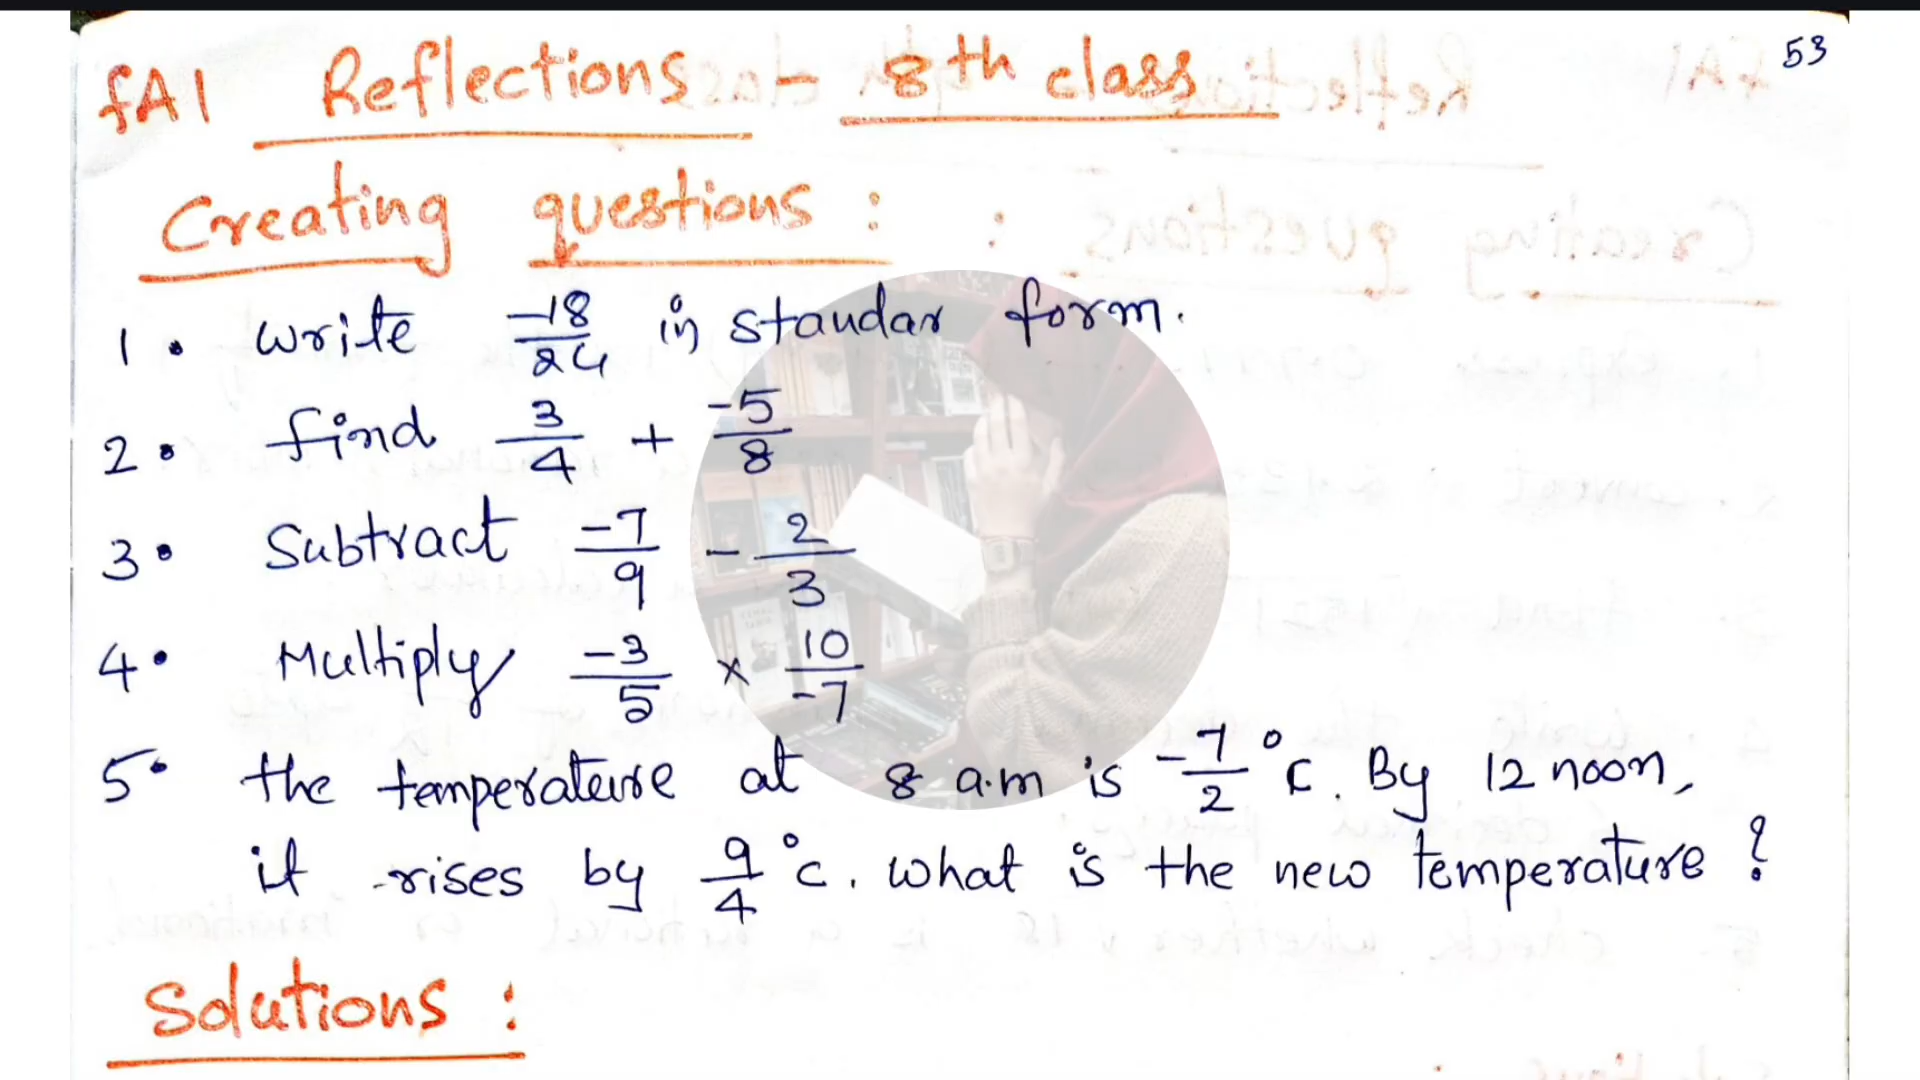 53
fA1 Reflections - 8th class
Creating questions :
1. write -18/24 in standar form.
2. find 3/4 + -5/8
3. Subtract -7/9 - 2/3
4. Multiply -3/5 × 10/-7
5. the temperature at 8 a.m is -7/2 °C. By 12 noon,
it rises by 9/4 °c. what is the new temperature ?
Solutions :